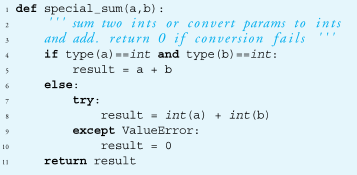 1 def special_sum(a,b):
2     ''' sum two ints or convert params to ints
3     and add. return 0 if conversion fails '''
4     if type(a)==int and type(b)==int:
5         result = a + b
6     else:
7         try:
8             result = int(a) + int(b)
9         except ValueError:
10             result = 0
11     return result